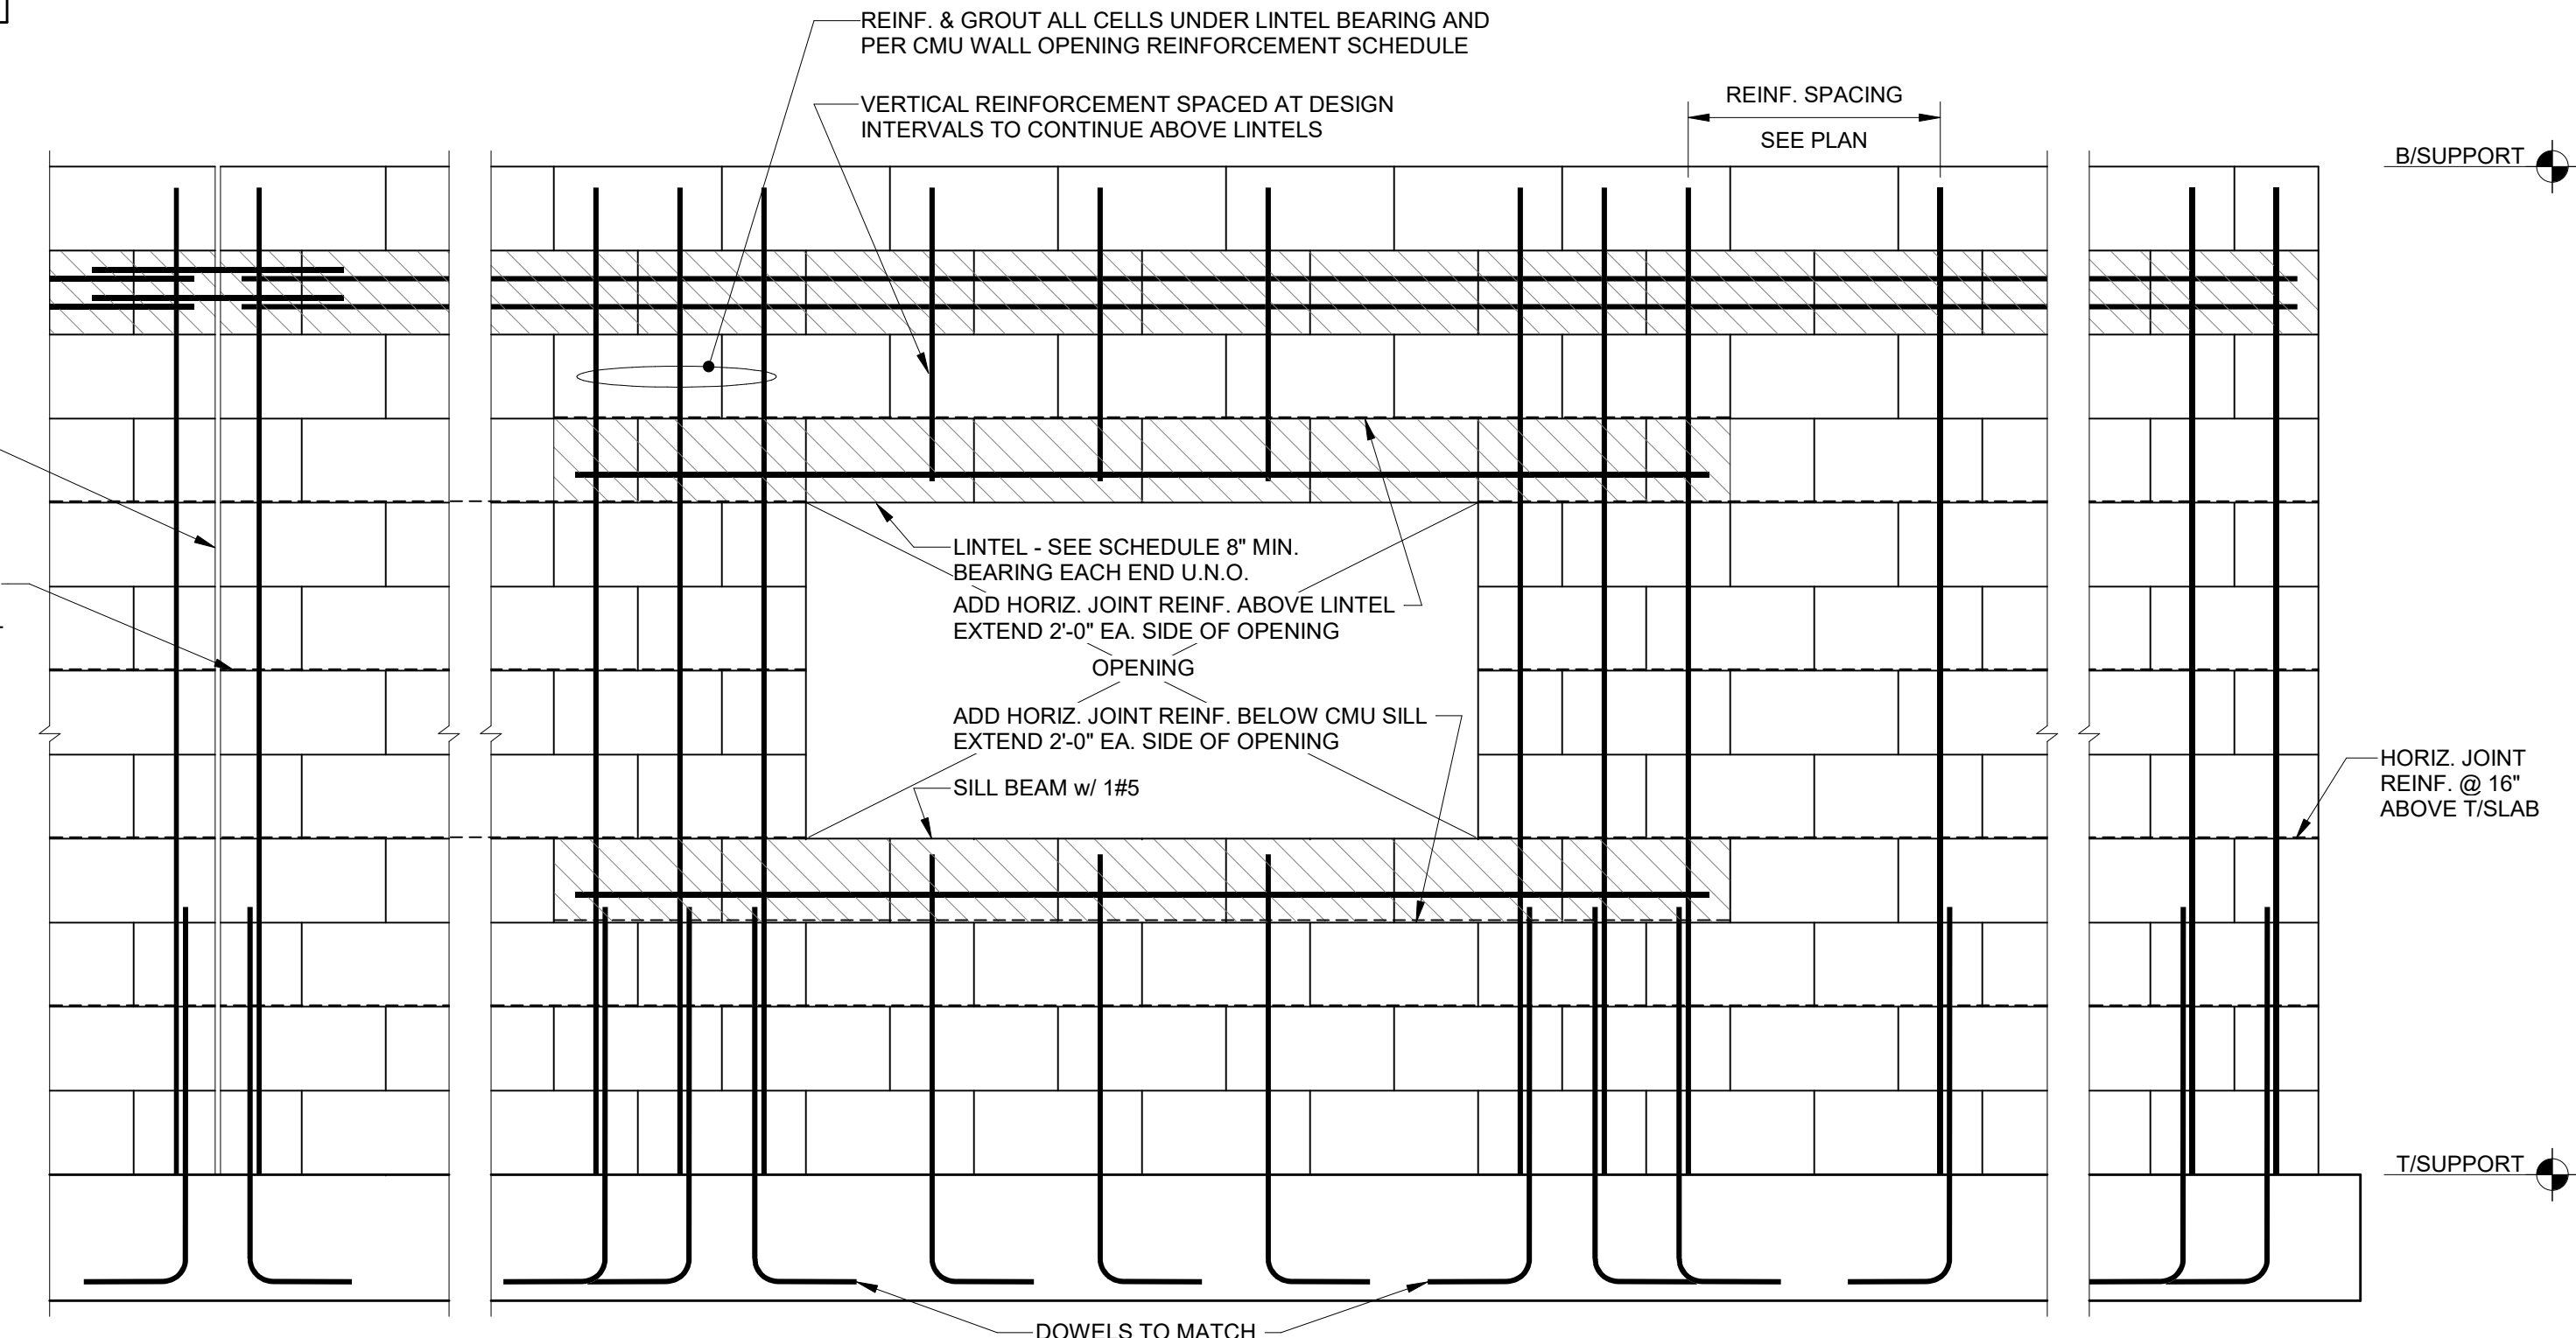 REINF. & GROUT ALL CELLS UNDER LINTEL BEARING AND
PER CMU WALL OPENING REINFORCEMENT SCHEDULE
VERTICAL REINFORCEMENT SPACED AT DESIGN
INTERVALS TO CONTINUE ABOVE LINTELS
REINF. SPACING
SEE PLAN
B/SUPPORT
LINTEL - SEE SCHEDULE 8" MIN.
BEARING EACH END U.N.O.
ADD HORIZ. JOINT REINF. ABOVE LINTEL
EXTEND 2'-0" EA. SIDE OF OPENING
OPENING
ADD HORIZ. JOINT REINF. BELOW CMU SILL
EXTEND 2'-0" EA. SIDE OF OPENING
SILL BEAM w/ 1#5
HORIZ. JOINT
REINF. @ 16"
ABOVE T/SLAB
T/SUPPORT
DOWELS TO MATCH